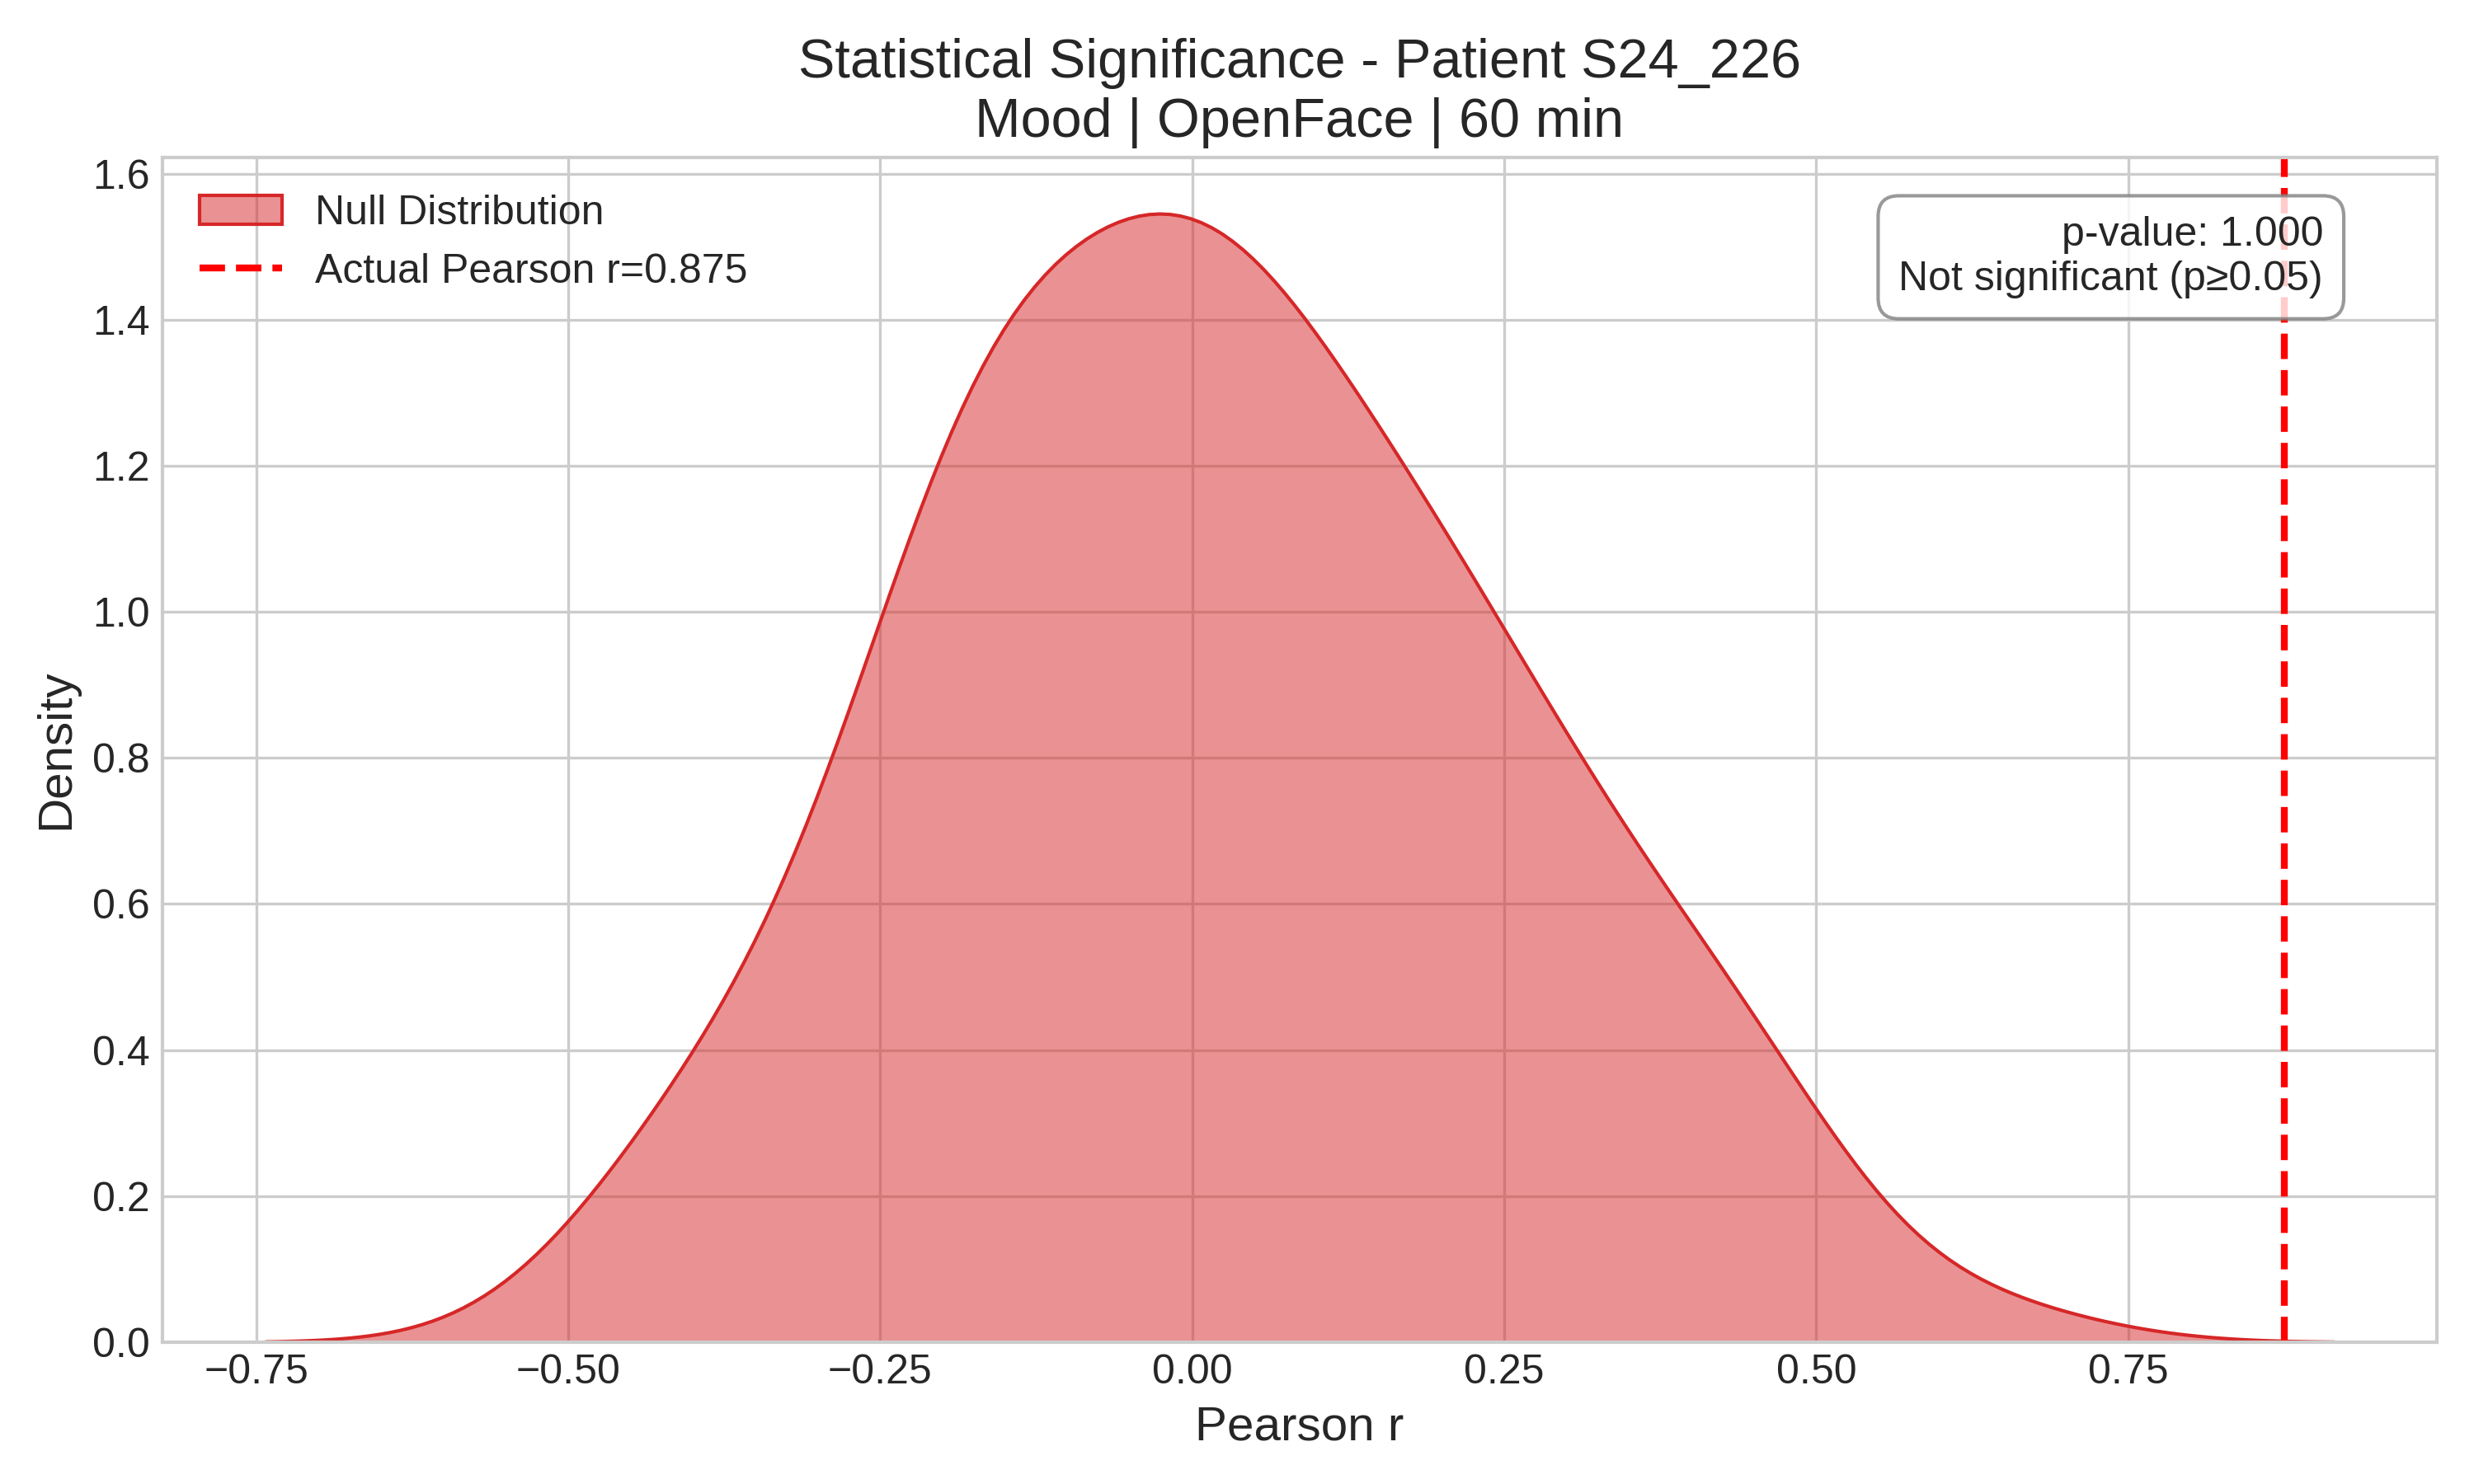 Statistical Significance - Patient S24_226
Mood | OpenFace | 60 min
Null Distribution
Actual Pearson r=0.875
p-value: 1.000
Not significant (p≥0.05)
Density
1.6
1.4
1.2
1.0
0.8
0.6
0.4
0.2
0.0
−0.75
−0.50
−0.25
0.00
0.25
0.50
0.75
Pearson r